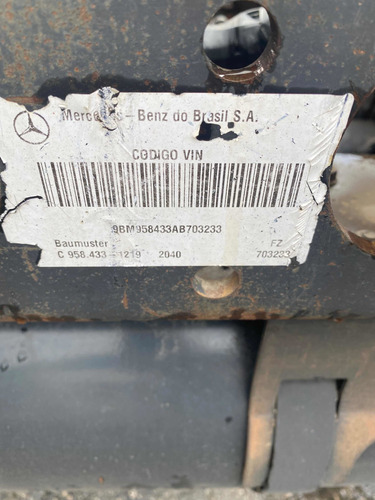 Mercedes - Benz do Brasil S.A.
CODIGO VIN
9BM958433AB703233
Baumuster FZ
C 958.433 - 1219 2040 703233